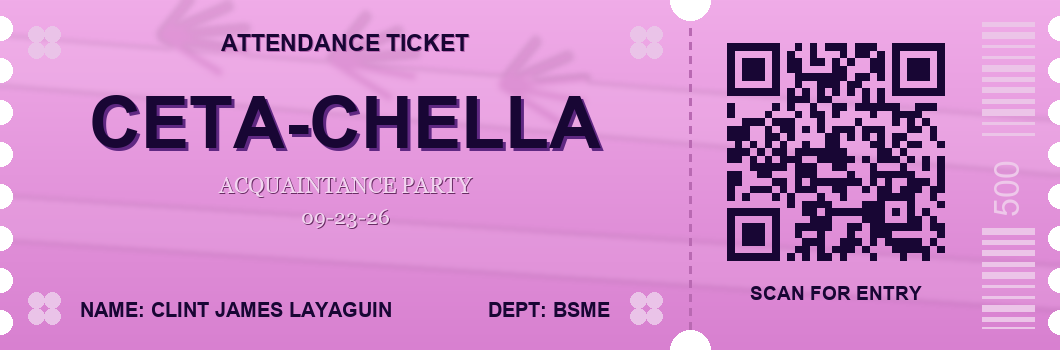 ATTENDANCE TICKET
CETA-CHELLA
ACQUAINTANCE PARTY
09-23-26
NAME: CLINT JAMES LAYAGUIN
DEPT: BSME
SCAN FOR ENTRY
500